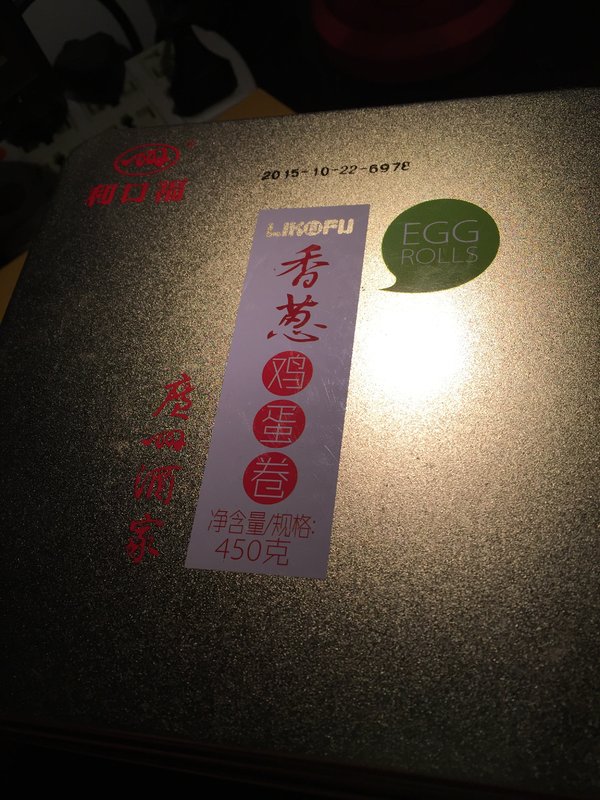 利口福
2015-10-22-6978
LIKOFU
EGG
ROLLS
香葱
鸡蛋卷
净含量/规格:
450克
广州酒家